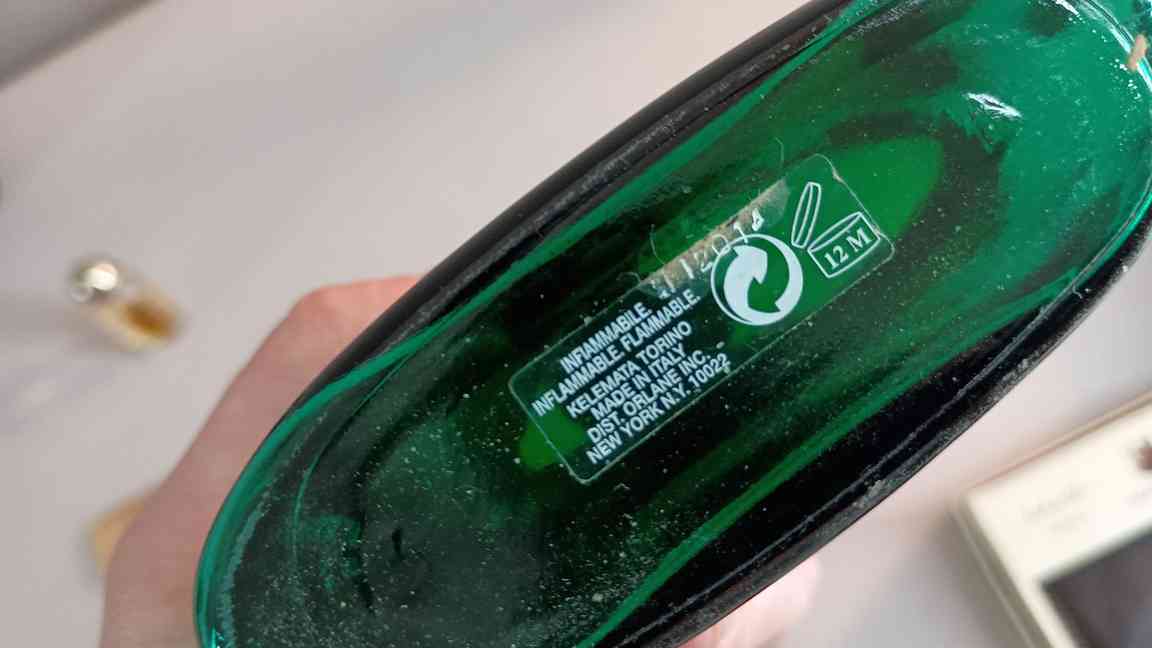 INFIAMMABILE.
INFLAMMABLE. FLAMMABLE.
KELEMATA TORINO
MADE IN ITALY
DIST. ORLANE INC.
NEW YORK N.Y. 10022
12 M